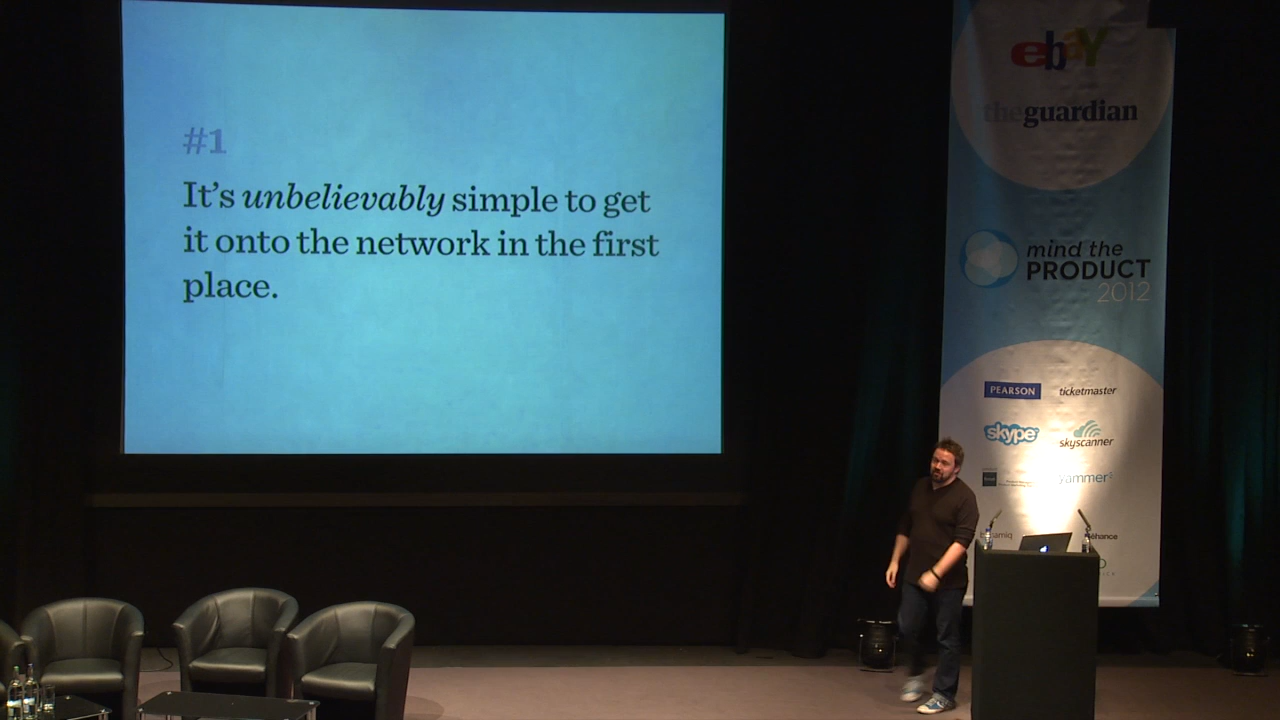 #1
It's unbelievably simple to get
it onto the network in the first
place.
ebay
theguardian
mind the
PRODUCT
2012
PEARSON
ticketmaster
skype
skyscanner
yammer
Behance